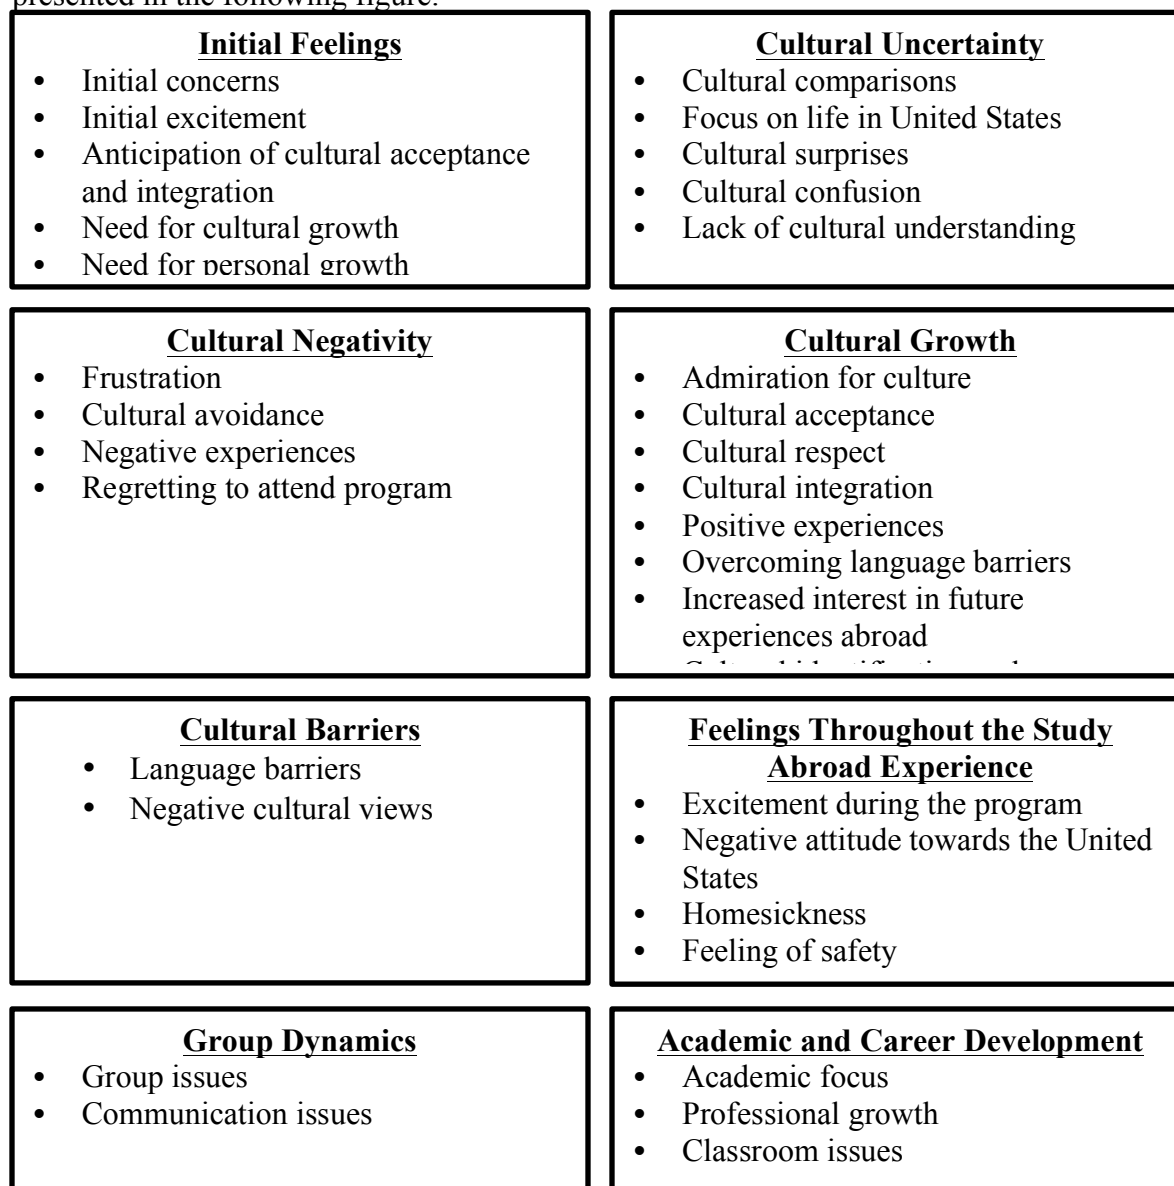 presented in the following figure.
Initial Feelings
• Initial concerns
• Initial excitement
• Anticipation of cultural acceptance
and integration
• Need for cultural growth
• Need for personal growth
Cultural Uncertainty
• Cultural comparisons
• Focus on life in United States
• Cultural surprises
• Cultural confusion
• Lack of cultural understanding
Cultural Negativity
• Frustration
• Cultural avoidance
• Negative experiences
• Regretting to attend program
Cultural Growth
• Admiration for culture
• Cultural acceptance
• Cultural respect
• Cultural integration
• Positive experiences
• Overcoming language barriers
• Increased interest in future
experiences abroad
Cultural Barriers
• Language barriers
• Negative cultural views
Feelings Throughout the Study
Abroad Experience
• Excitement during the program
• Negative attitude towards the United
States
• Homesickness
• Feeling of safety
Group Dynamics
• Group issues
• Communication issues
Academic and Career Development
• Academic focus
• Professional growth
• Classroom issues